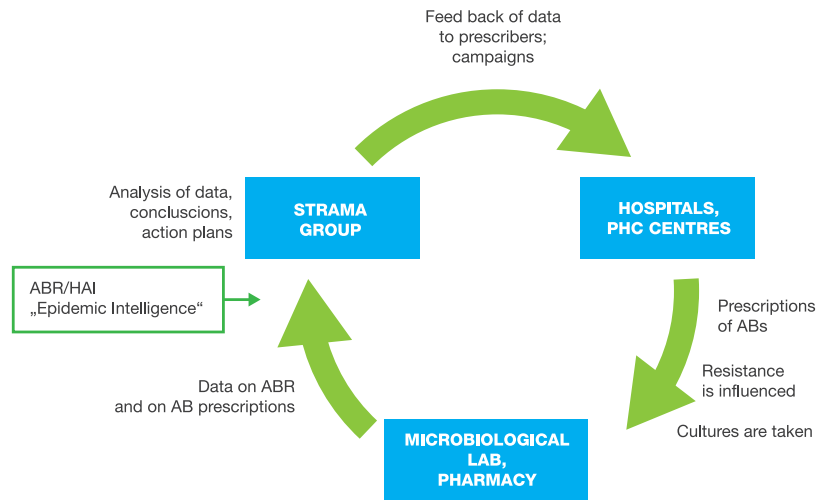 Feed back of data
to prescribers;
campaigns
Analysis of data,
concluscions,
action plans
STRAMA
GROUP
HOSPITALS,
PHC CENTRES
ABR/HAI
„Epidemic Intelligence“
Prescriptions
of ABs
Resistance
is influenced
Cultures are taken
Data on ABR
and on AB prescriptions
MICROBIOLOGICAL
LAB,
PHARMACY